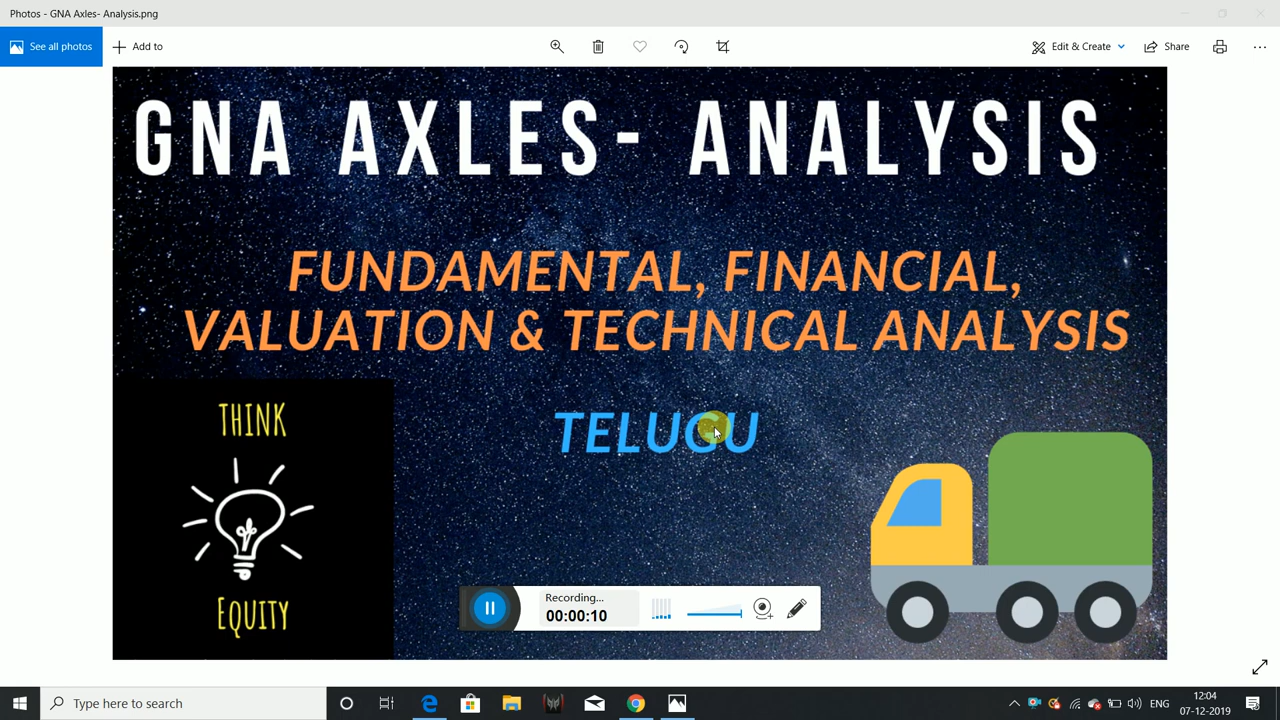 Photos - GNA Axles- Analysis.png
See all photos
Add to
Edit & Create
Share
GNA AXLES- ANALYSIS
FUNDAMENTAL, FINANCIAL,
VALUATION & TECHNICAL ANALYSIS
TELUGU
THINK
EQUITY
Recording...
00:00:10
Type here to search
ENG
12:04
07-12-2019